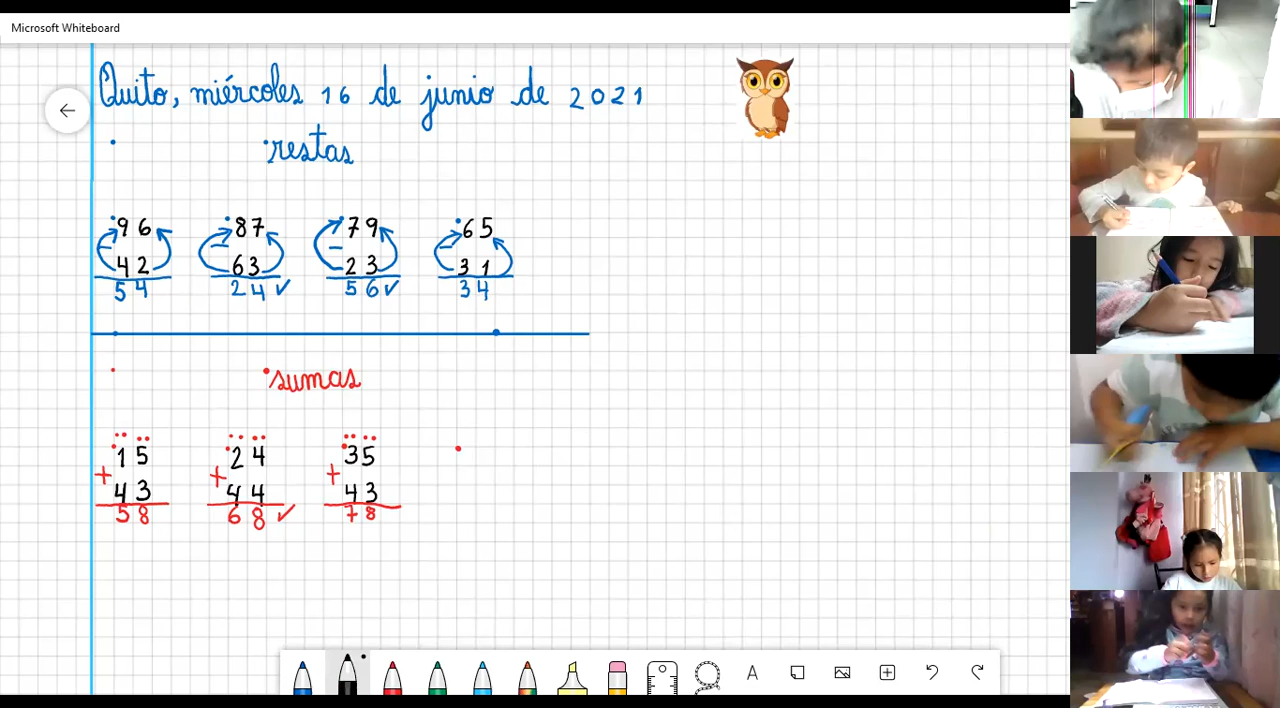 Microsoft Whiteboard
Quito, miércoles 16 de junio de 2021
restas
96 87 79 65
- - - -
42 63 23 31
54 24 ✓ 56 ✓ 34
sumas
15 24 35
+ + +
43 44 43
58 68 ✓ 78
A